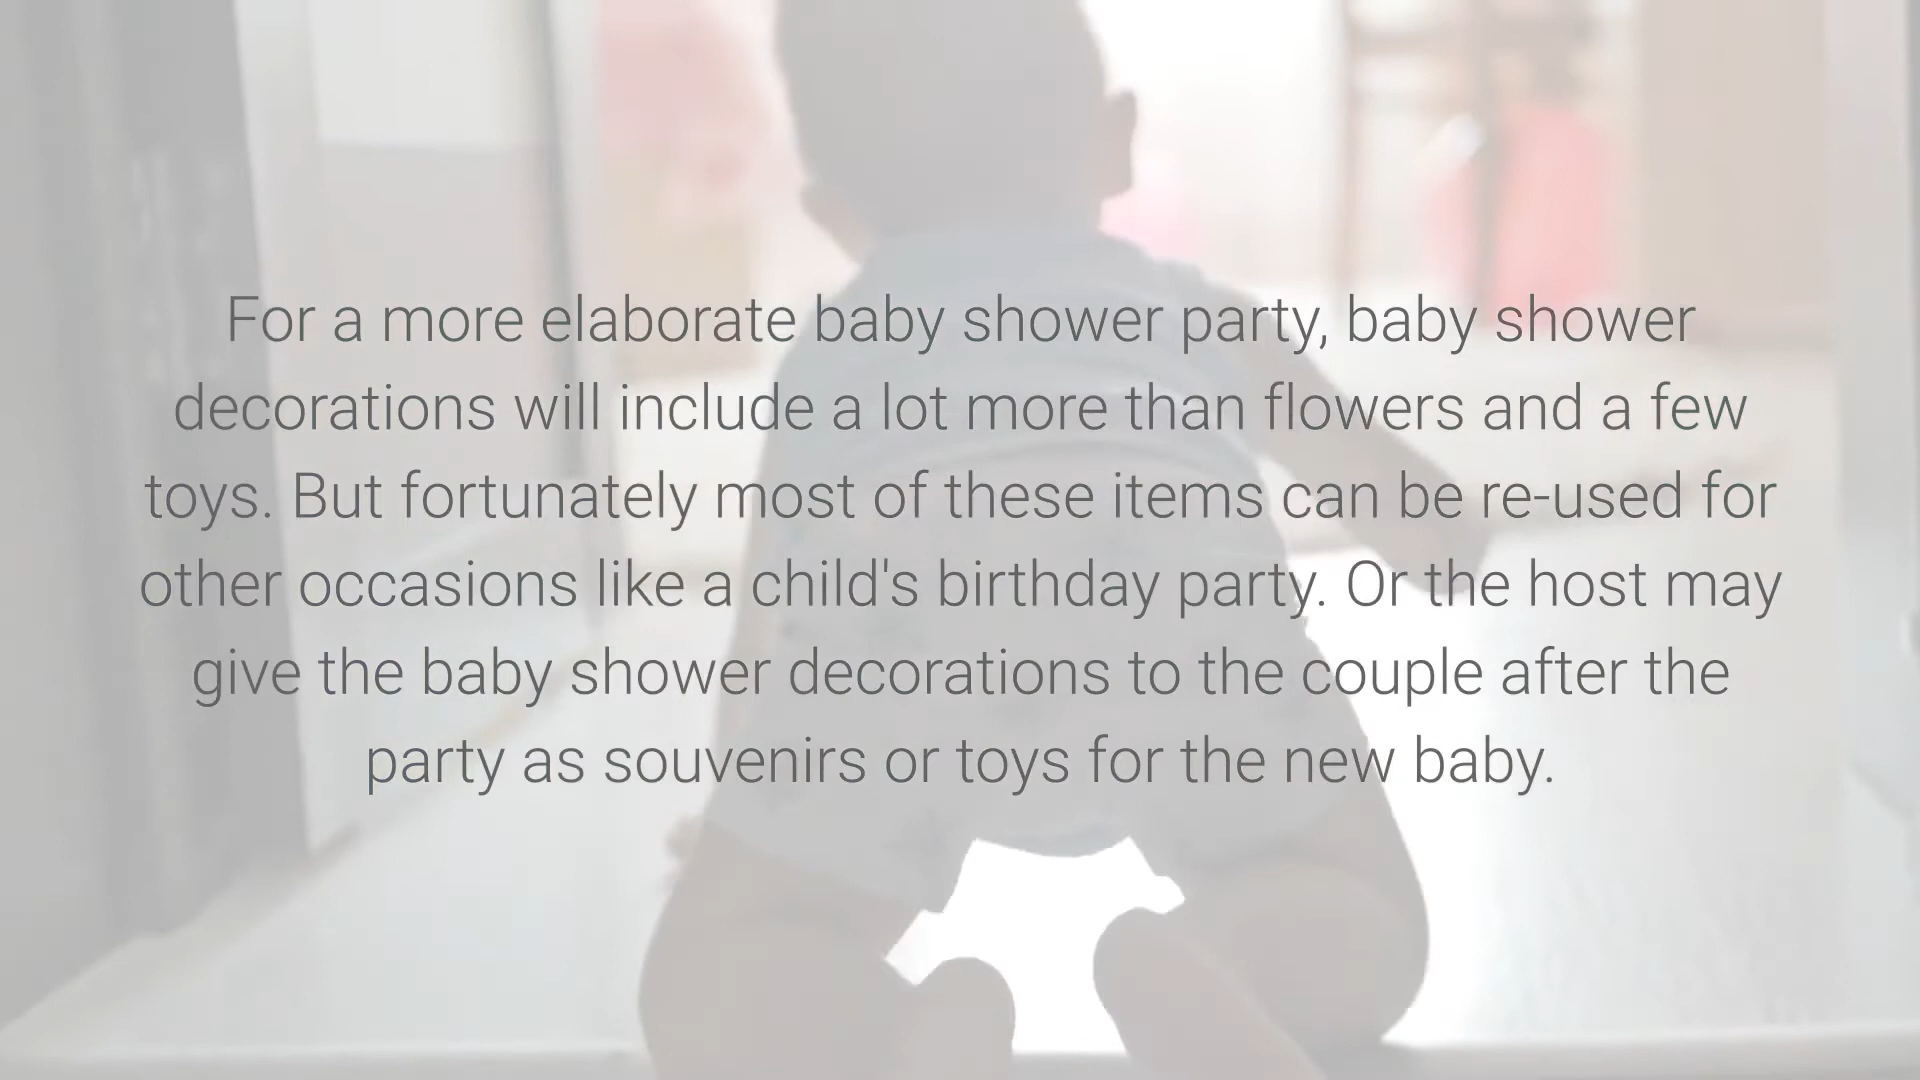 For a more elaborate baby shower party, baby shower
decorations will include a lot more than flowers and a few
toys. But fortunately most of these items can be re-used for
other occasions like a child's birthday party. Or the host may
give the baby shower decorations to the couple after the
party as souvenirs or toys for the new baby.